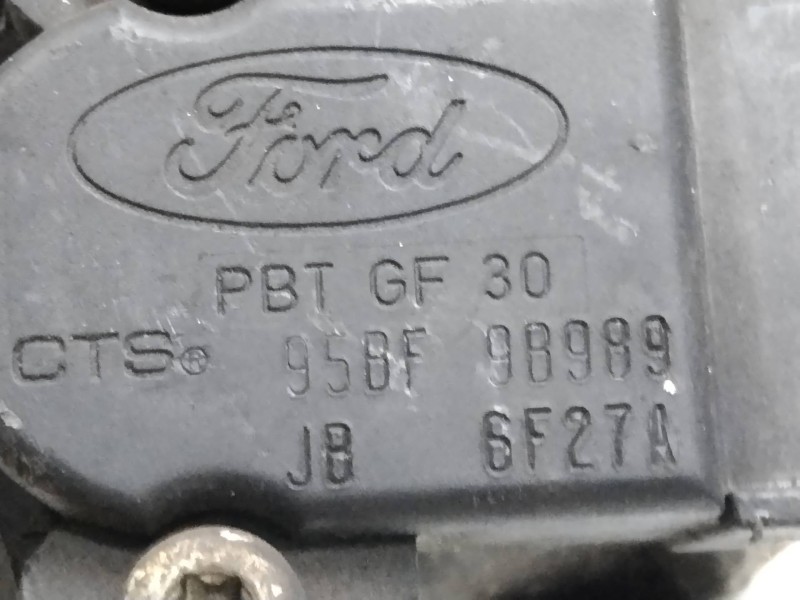 Ford
PBT GF 30
CTS® 95BF 9B989
JB 6F27A